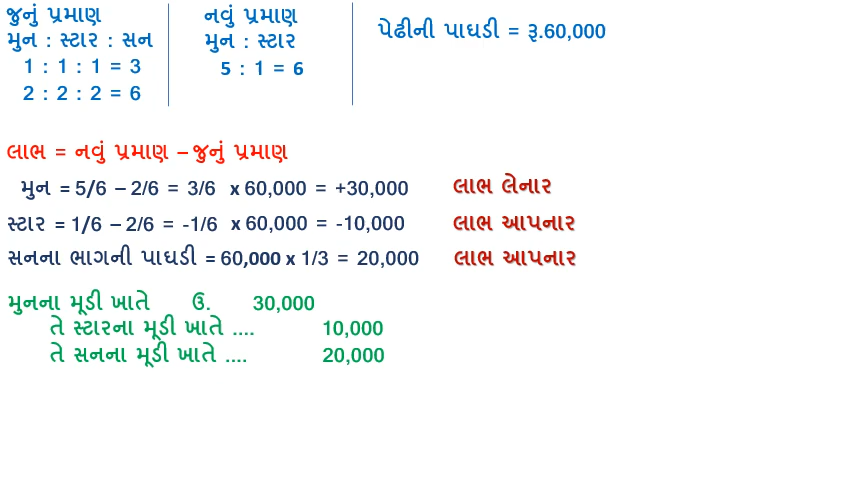 જુનું પ્રમાણ
મુન : સ્ટાર : સન
1 : 1 : 1 = 3
2 : 2 : 2 = 6
નવું પ્રમાણ
મુન : સ્ટાર
5 : 1 = 6
પેઢીની પાઘડી = રૂ.60,000
લાભ = નવું પ્રમાણ – જુનું પ્રમાણ
મુન = 5/6 – 2/6 = 3/6 x 60,000 = +30,000 લાભ લેનાર
સ્ટાર = 1/6 – 2/6 = -1/6 x 60,000 = -10,000 લાભ આપનાર
સનના ભાગની પાઘડી = 60,000 x 1/3 = 20,000 લાભ આપનાર
મુનના મૂડી ખાતે ઉ. 30,000
તે સ્ટારના મૂડી ખાતે .... 10,000
તે સનના મૂડી ખાતે .... 20,000